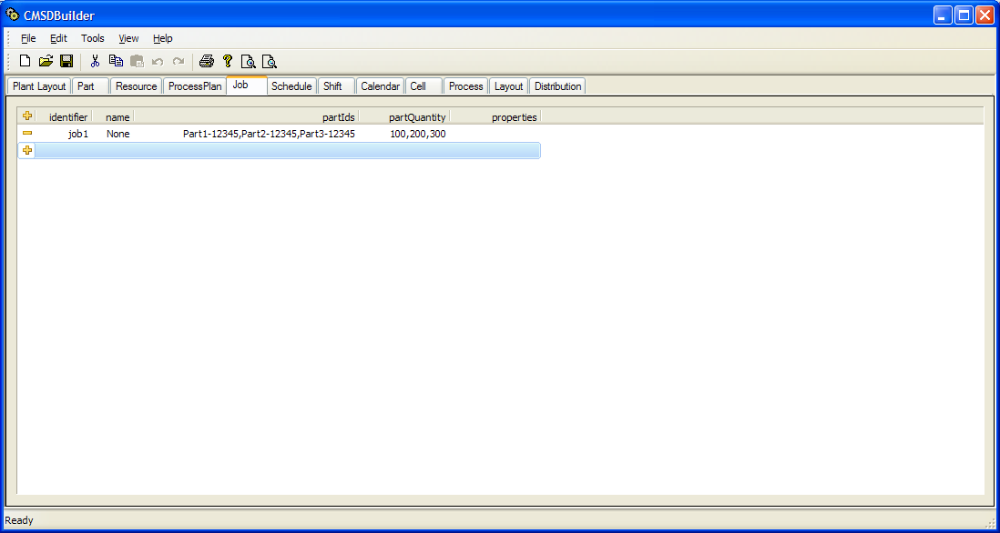 CMSDBuilder
File Edit Tools View Help
Plant Layout Part Resource ProcessPlan Job Schedule Shift Calendar Cell Process Layout Distribution
identifier name partIds partQuantity properties
job1 None Part1-12345,Part2-12345,Part3-12345 100,200,300
Ready